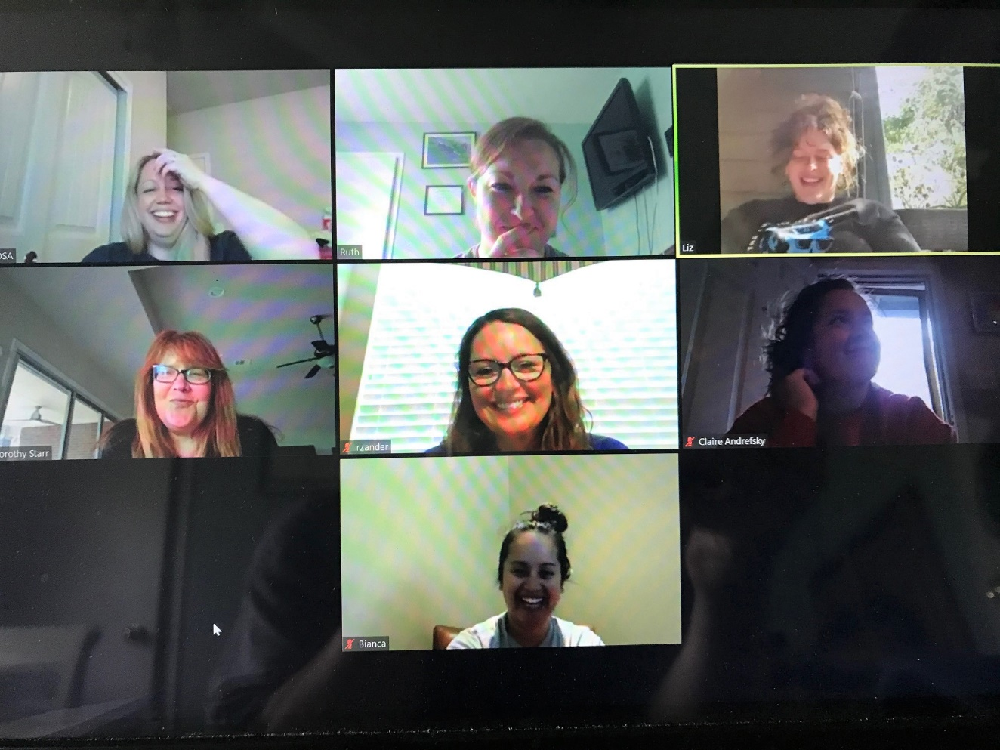 OSA
Ruth
Liz
orothy Starr
rzander
Claire Andrefsky
Bianca